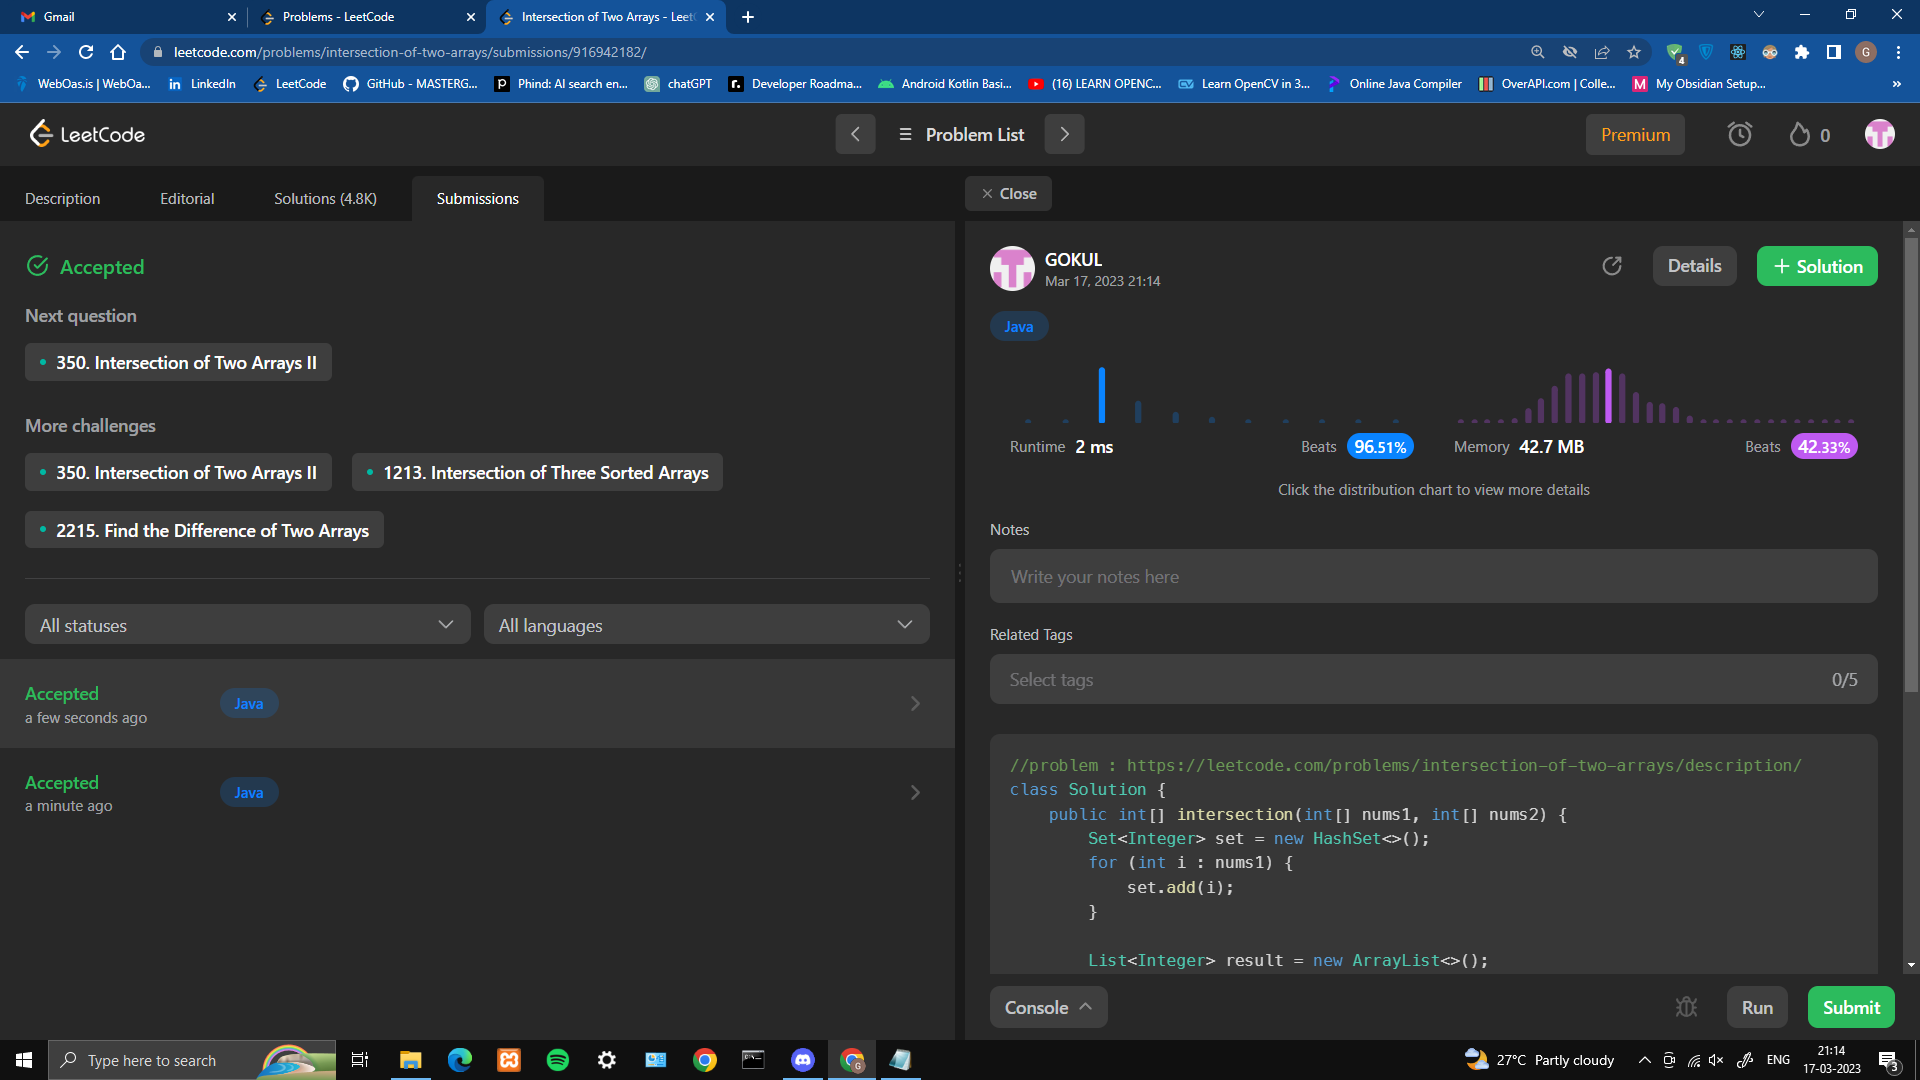 Gmail
Problems - LeetCode
Intersection of Two Arrays - Leet
leetcode.com/problems/intersection-of-two-arrays/submissions/916942182/
4
G
WebOas.is | WebOa...
LinkedIn
LeetCode
GitHub - MASTERG...
Phind: AI search en...
chatGPT
Developer Roadma...
Android Kotlin Basi...
(16) LEARN OPENC...
Learn OpenCV in 3...
Online Java Compiler
OverAPI.com | Colle...
My Obsidian Setup...
LeetCode
Problem List
Premium
0
Description
Editorial
Solutions (4.8K)
Submissions
Close
Accepted
Next question
350. Intersection of Two Arrays II
More challenges
350. Intersection of Two Arrays II
1213. Intersection of Three Sorted Arrays
2215. Find the Difference of Two Arrays
All statuses
All languages
Accepted
a few seconds ago
Java
Accepted
a minute ago
Java
GOKUL
Mar 17, 2023 21:14
Details
+ Solution
Java
Runtime 2 ms
Beats 96.51%
Memory 42.7 MB
Beats 42.33%
Click the distribution chart to view more details
Notes
Write your notes here
Related Tags
Select tags
0/5
//problem : https://leetcode.com/problems/intersection-of-two-arrays/description/
class Solution {
public int[] intersection(int[] nums1, int[] nums2) {
Set<Integer> set = new HashSet<>();
for (int i : nums1) {
set.add(i);
}
List<Integer> result = new ArrayList<>();
Console
Run
Submit
Type here to search
27°C Partly cloudy
ENG
21:14
17-03-2023
3